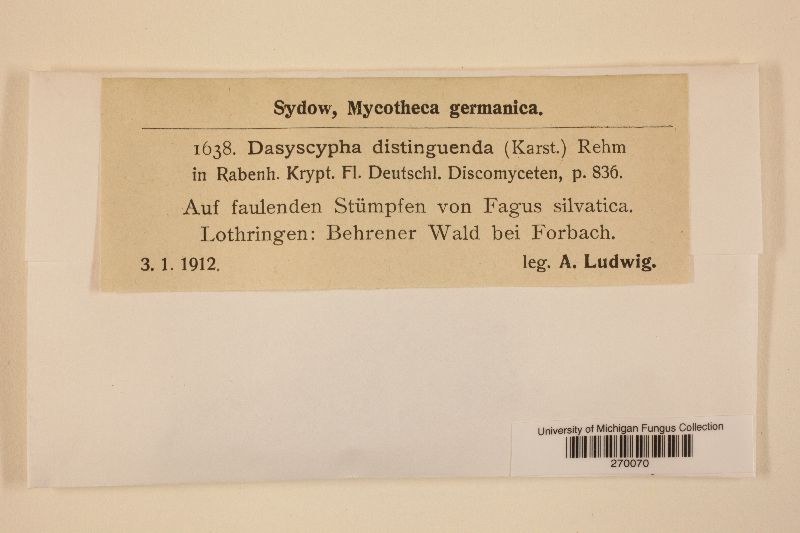 Sydow, Mycotheca germanica.
1638. Dasyscypha distinguenda (Karst.) Rehm
in Rabenh. Krypt. Fl. Deutschl. Discomyceten, p. 836.
Auf faulenden Stümpfen von Fagus silvatica.
Lothringen: Behrener Wald bei Forbach.
3. 1. 1912. leg. A. Ludwig.
University of Michigan Fungus Collection
270070